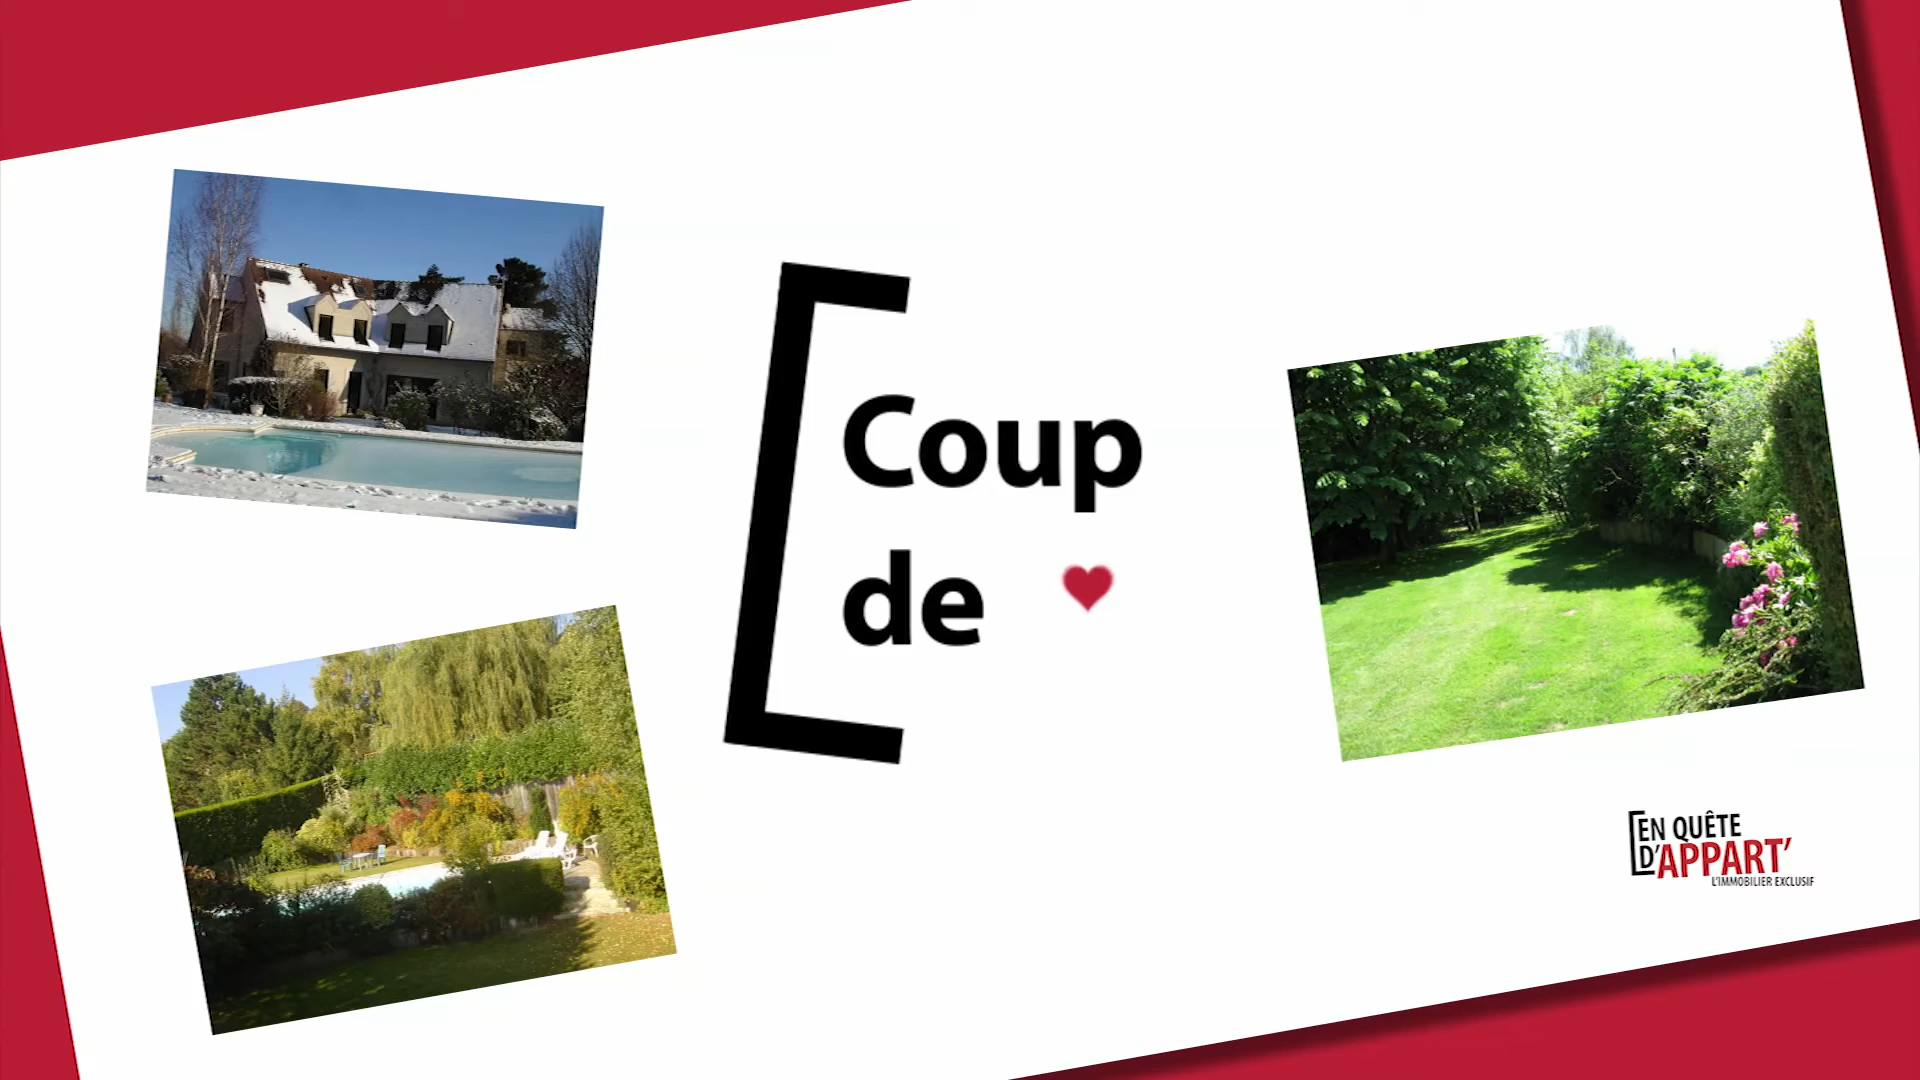 Coup
de
EN QUÊTE
D'APPART'
L'IMMOBILIER EXCLUSIF